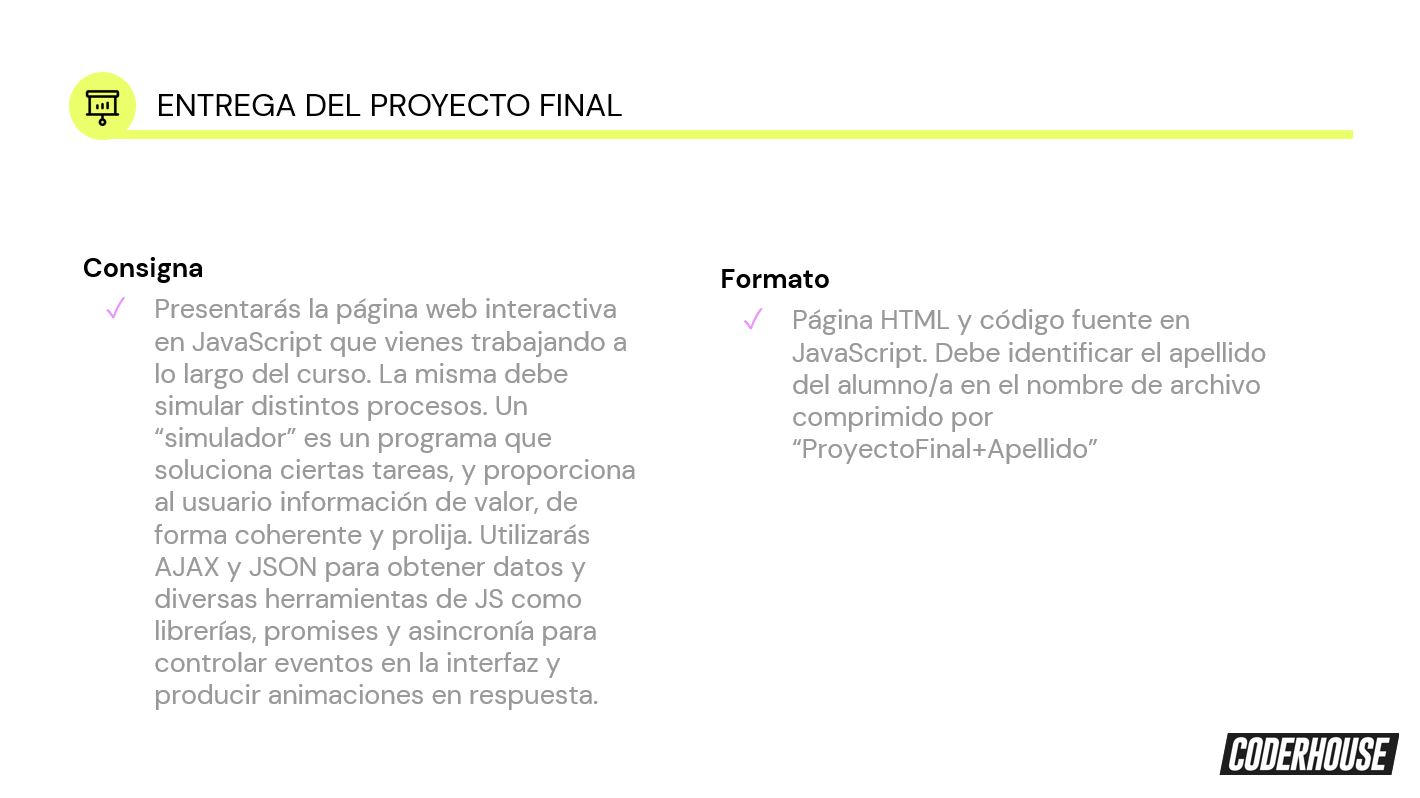 ENTREGA DEL PROYECTO FINAL
Consigna
Presentarás la página web interactiva
en JavaScript que vienes trabajando a
lo largo del curso. La misma debe
simular distintos procesos. Un
“simulador” es un programa que
soluciona ciertas tareas, y proporciona
al usuario información de valor, de
forma coherente y prolija. Utilizarás
AJAX y JSON para obtener datos y
diversas herramientas de JS como
librerías, promises y asincronía para
controlar eventos en la interfaz y
producir animaciones en respuesta.
Formato
Página HTML y código fuente en
JavaScript. Debe identificar el apellido
del alumno/a en el nombre de archivo
comprimido por
“ProyectoFinal+Apellido”
CODERHOUSE